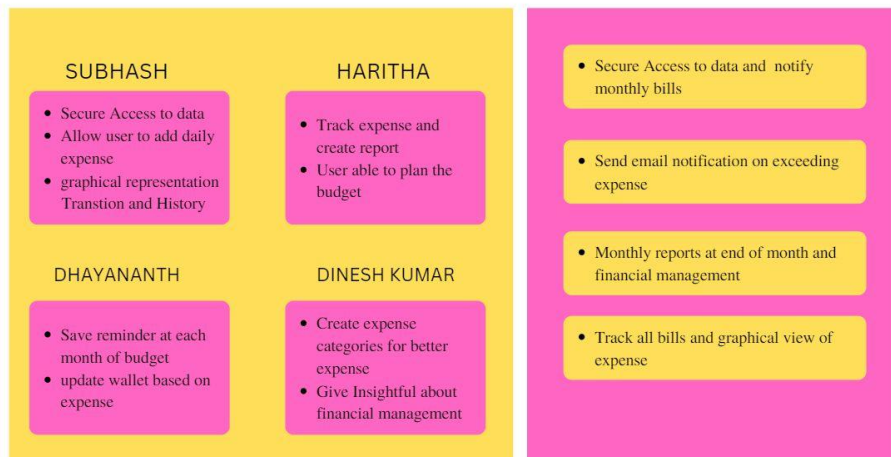 SUBHASH
• Secure Access to data
• Allow user to add daily
expense
• graphical representation
Transtion and History
HARITHA
• Track expense and
create report
• User able to plan the
budget
DHAYANANTH
• Save reminder at each
month of budget
• update wallet based on
expense
DINESH KUMAR
• Create expense
categories for better
expense
• Give Insightful about
financial management
• Secure Access to data and notify
monthly bills
• Send email notification on exceeding
expense
• Monthly reports at end of month and
financial management
• Track all bills and graphical view of
expense